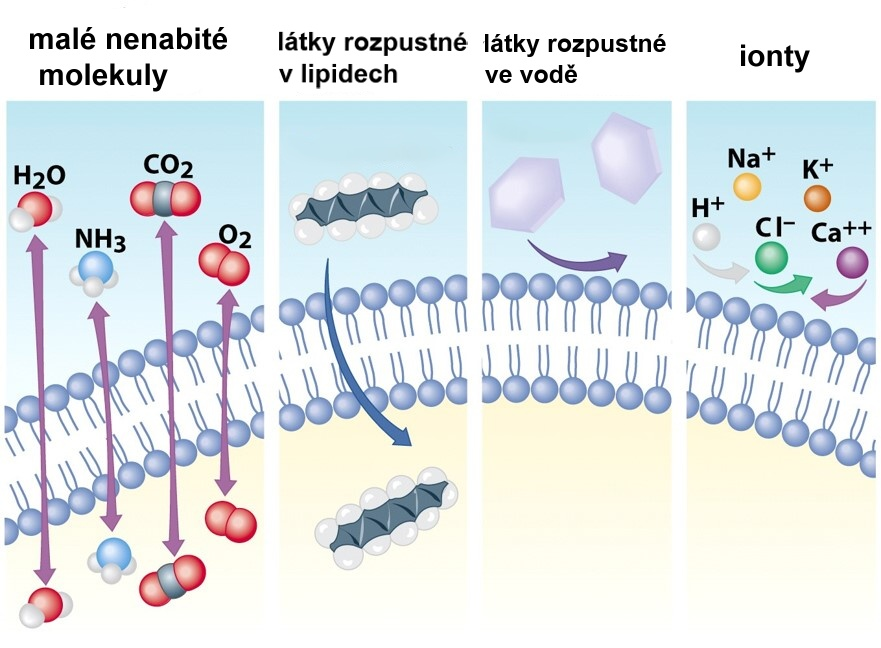 malé nenabité
molekuly
látky rozpustné
v lipidech
látky rozpustné
ve vodě
ionty
H2O
NH3
CO2
O2
H+
Na+
K+
Cl–
Ca++